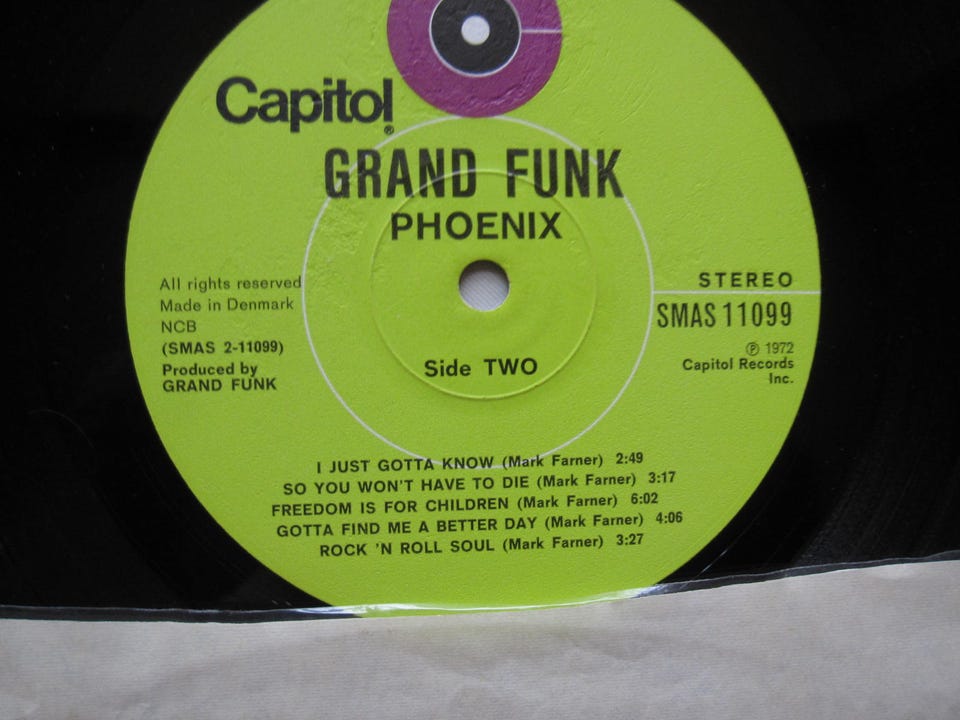 Capitol®
GRAND FUNK
PHOENIX
All rights reserved
Made in Denmark
NCB
(SMAS 2-11099)
Produced by
GRAND FUNK
STEREO
SMAS 11099
℗ 1972
Capitol Records
Inc.
Side TWO
I JUST GOTTA KNOW (Mark Farner) 2:49
SO YOU WON'T HAVE TO DIE (Mark Farner) 3:17
FREEDOM IS FOR CHILDREN (Mark Farner) 6:02
GOTTA FIND ME A BETTER DAY (Mark Farner) 4:06
ROCK 'N ROLL SOUL (Mark Farner) 3:27